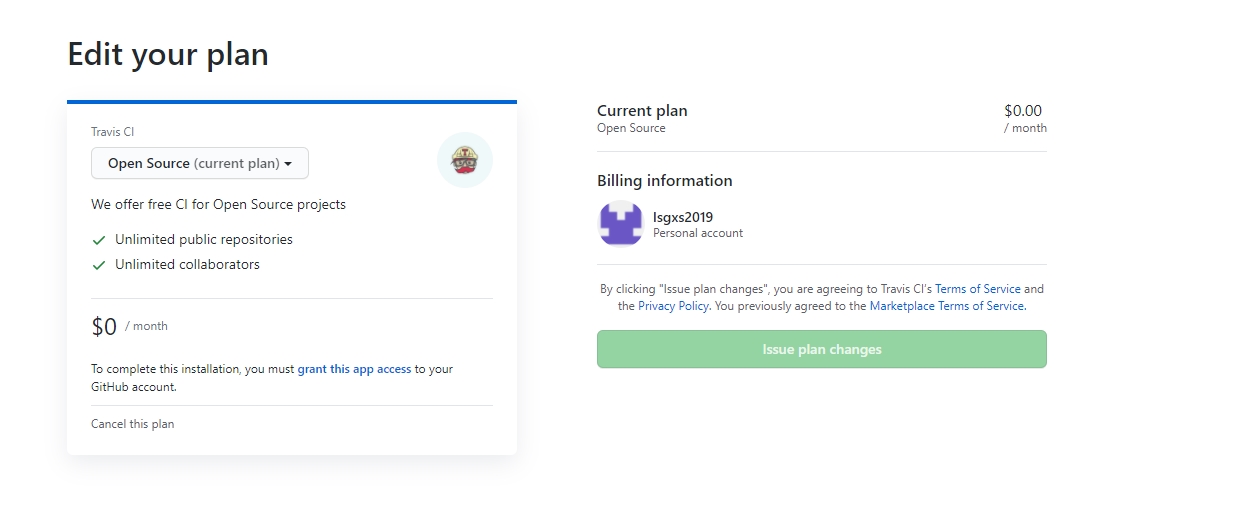 Edit your plan
Travis CI
Open Source (current plan)
We offer free CI for Open Source projects
Unlimited public repositories
Unlimited collaborators
$0 / month
To complete this installation, you must grant this app access to your
GitHub account.
Cancel this plan
Current plan
$0.00
Open Source
/ month
Billing information
lsgxs2019
Personal account
By clicking "Issue plan changes", you are agreeing to Travis CI's Terms of Service and
the Privacy Policy. You previously agreed to the Marketplace Terms of Service.
Issue plan changes